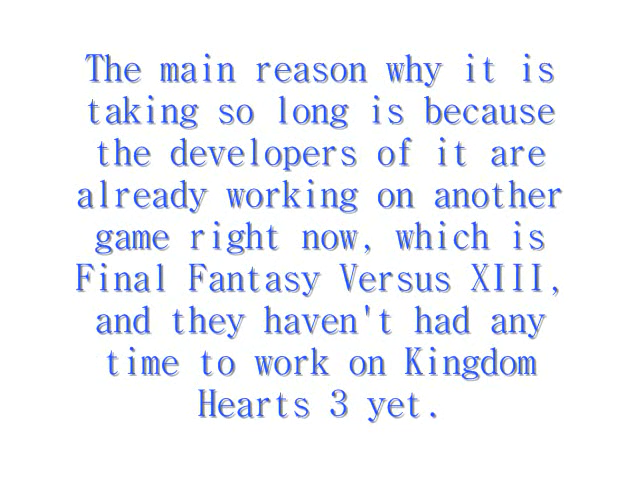 The main reason why it is
taking so long is because
the developers of it are
already working on another
game right now, which is
Final Fantasy Versus XIII,
and they haven't had any
time to work on Kingdom
Hearts 3 yet.